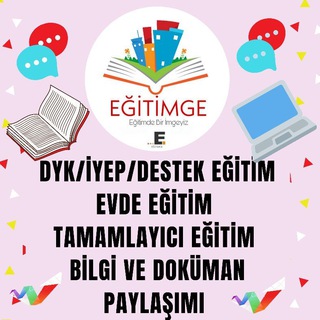 EĞİTİMGE
Eğitimde Bir İmgeyiz
DYK/İYEP/DESTEK EĞİTİM
EVDE EĞİTİM
TAMAMLAYICI EĞİTİM
BİLGİ VE DOKÜMAN
PAYLAŞIMI